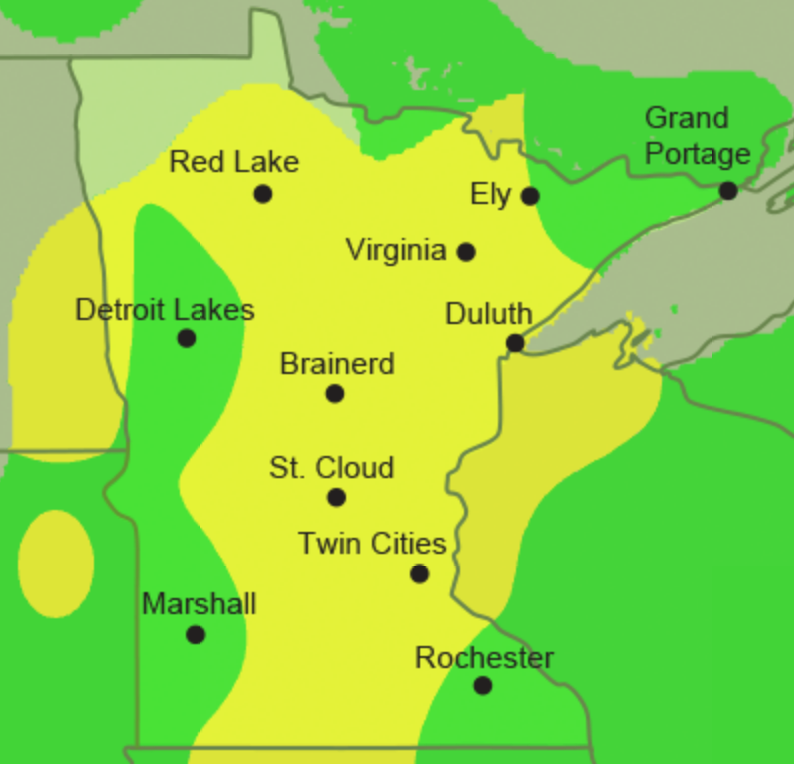 Grand
Portage
Red Lake
Ely
Virginia
Detroit Lakes
Duluth
Brainerd
St. Cloud
Twin Cities
Marshall
Rochester